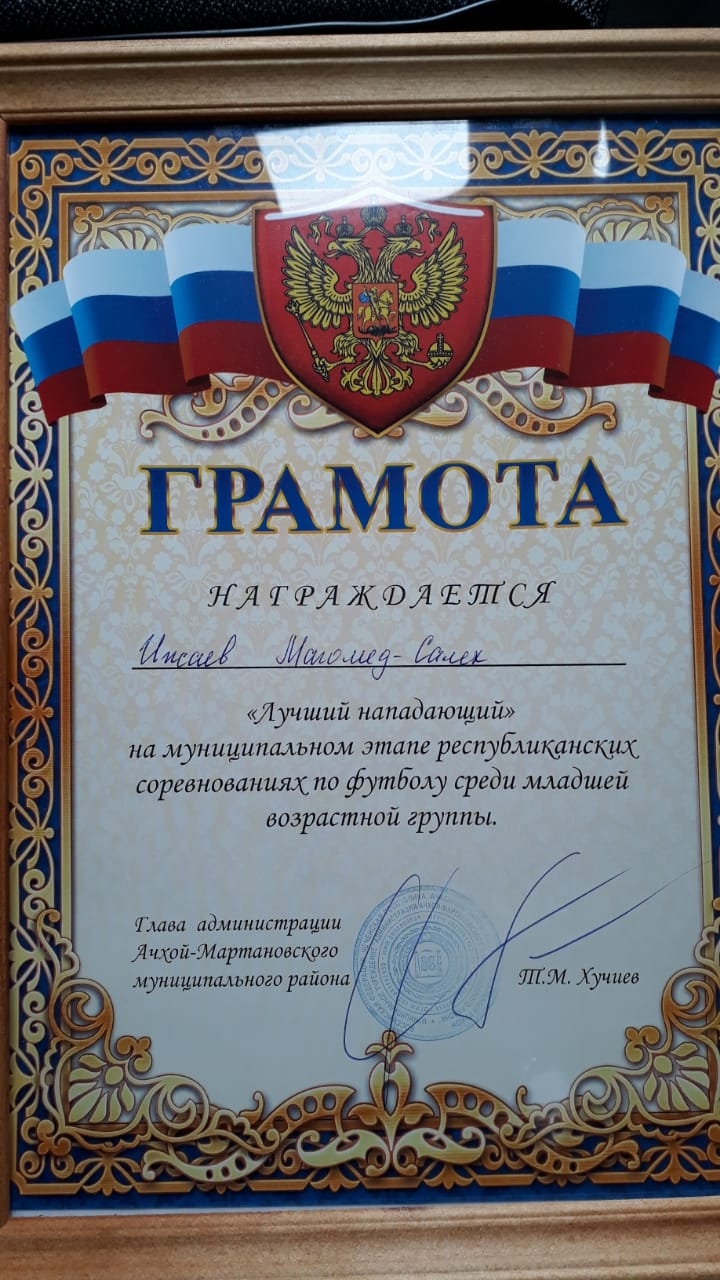 ГРАМОТА
НАГРАЖДАЕТСЯ
Ижаев Магомед-Салех
«Лучший нападающий»
на муниципальном этапе республиканских
соревнованиях по футболу среди младшей
возрастной группы.
Глава администрации
Ачхой-Мартановского
муниципального района
Т.М. Хучиев